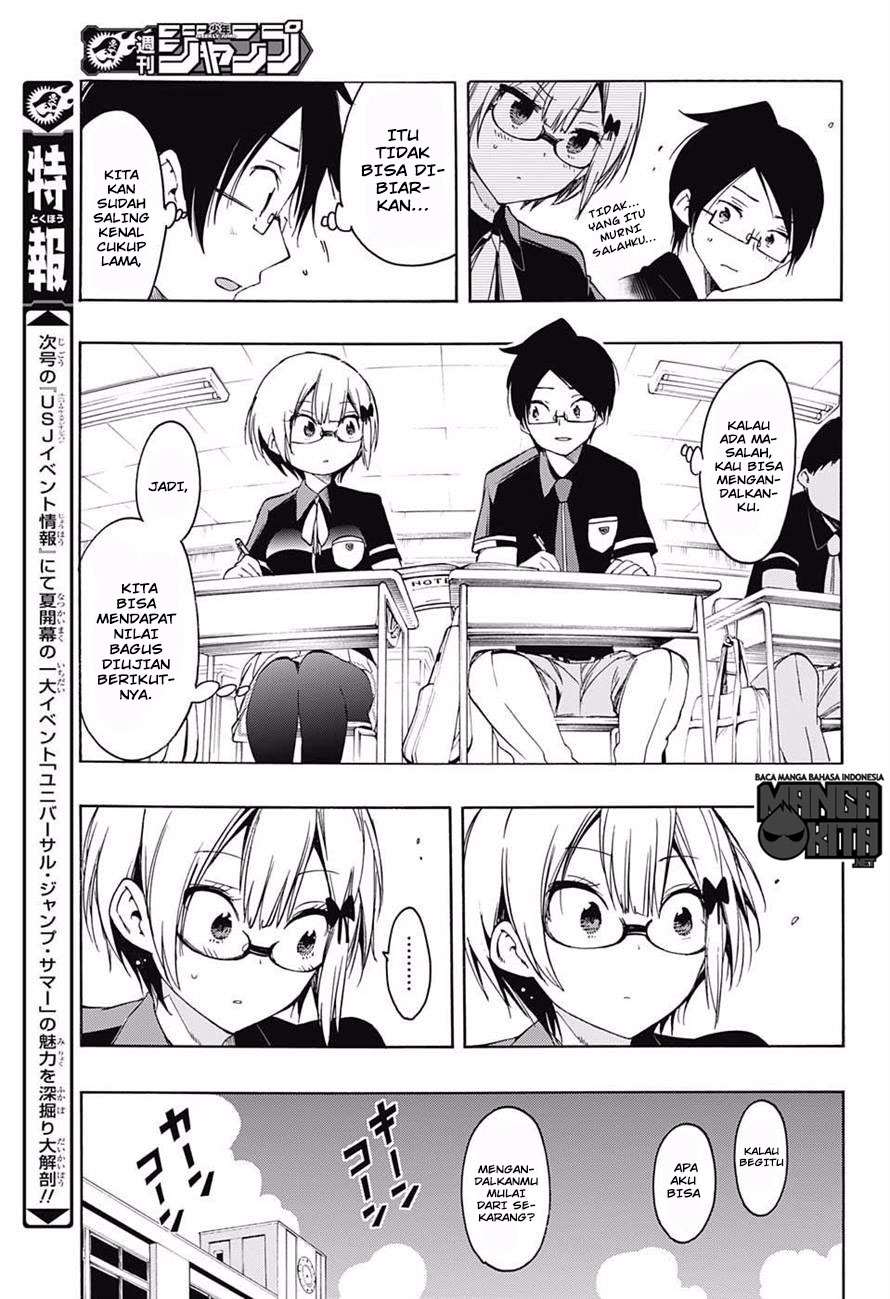 週刊
少年
ジャンプ
TIDAK...
YANG ITU
MURNI
SALAHKU...
ITU
TIDAK
BISA DI-
BIAR-
KAN...
KITA
KAN
SUDAH
SALING
KENAL
CUKUP
LAMA,
KALAU
ADA MA-
SALAH,
KAU BISA
MENGAN-
DALKAN-
KU.
JADI,
KITA
BISA
MENDAPAT
NILAI
BAGUS
DIUJIAN
BERIKUT-
NYA.
NOTE
BACA MANGA BAHASA INDONESIA
MANGA
KITA
.NET
.........
KALAU
BEGITU
APA
AKU
BISA
MENGAN-
DALKANMU
MULAI
DARI SE-
KARANG?
キーン
コーン
カーン
特報
とくほう
次号の『USJイベント情報』にて夏開幕の一大イベント「ユニバーサル・ジャンプ・サマー」の魅力を深掘り大解剖!!